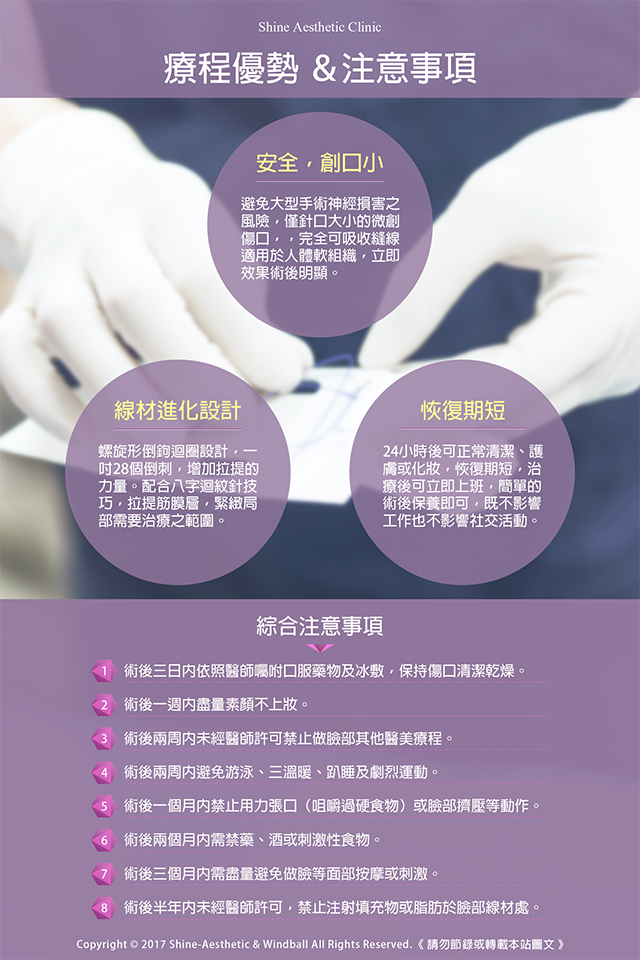 Shine Aesthetic Clinic
療程優勢 &注意事項
安全，創口小
避免大型手術神經損害之
風險，僅針口大小的微創
傷口，，完全可吸收縫線
適用於人體軟組織，立即
效果術後明顯。
線材進化設計
螺旋形倒鉤迴圈設計，一
吋28個倒刺，增加拉提的
力量。配合八字迴紋針技
巧，拉提筋膜層，緊緻局
部需要治療之範圍。
恢復期短
24小時後可正常清潔、護
膚或化妝，恢復期短，治
療後可立即上班，簡單的
術後保養即可，既不影響
工作也不影響社交活動。
綜合注意事項
1 術後三日內依照醫師囑咐口服藥物及冰敷，保持傷口清潔乾燥。
2 術後一週內盡量素顏不上妝。
3 術後兩周內未經醫師許可禁止做臉部其他醫美療程。
4 術後兩周內避免游泳、三溫暖、趴睡及劇烈運動。
5 術後一個月內禁止用力張口（咀嚼過硬食物）或臉部擠壓等動作。
6 術後兩個月內需禁藥、酒或刺激性食物。
7 術後三個月內需盡量避免做臉等面部按摩或刺激。
8 術後半年內未經醫師許可，禁止注射填充物或脂肪於臉部線材處。
Copyright © 2017 Shine-Aesthetic & Windball All Rights Reserved.《 請勿節錄或轉載本站圖文 》